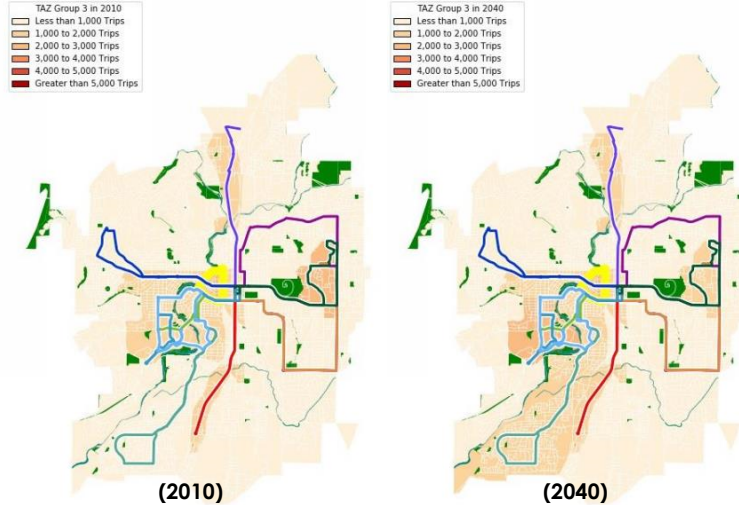 TAZ Group 3 in 2010
Less than 1,000 Trips
1,000 to 2,000 Trips
2,000 to 3,000 Trips
3,000 to 4,000 Trips
4,000 to 5,000 Trips
Greater than 5,000 Trips
(2010)
TAZ Group 3 in 2040
Less than 1,000 Trips
1,000 to 2,000 Trips
2,000 to 3,000 Trips
3,000 to 4,000 Trips
4,000 to 5,000 Trips
Greater than 5,000 Trips
(2040)